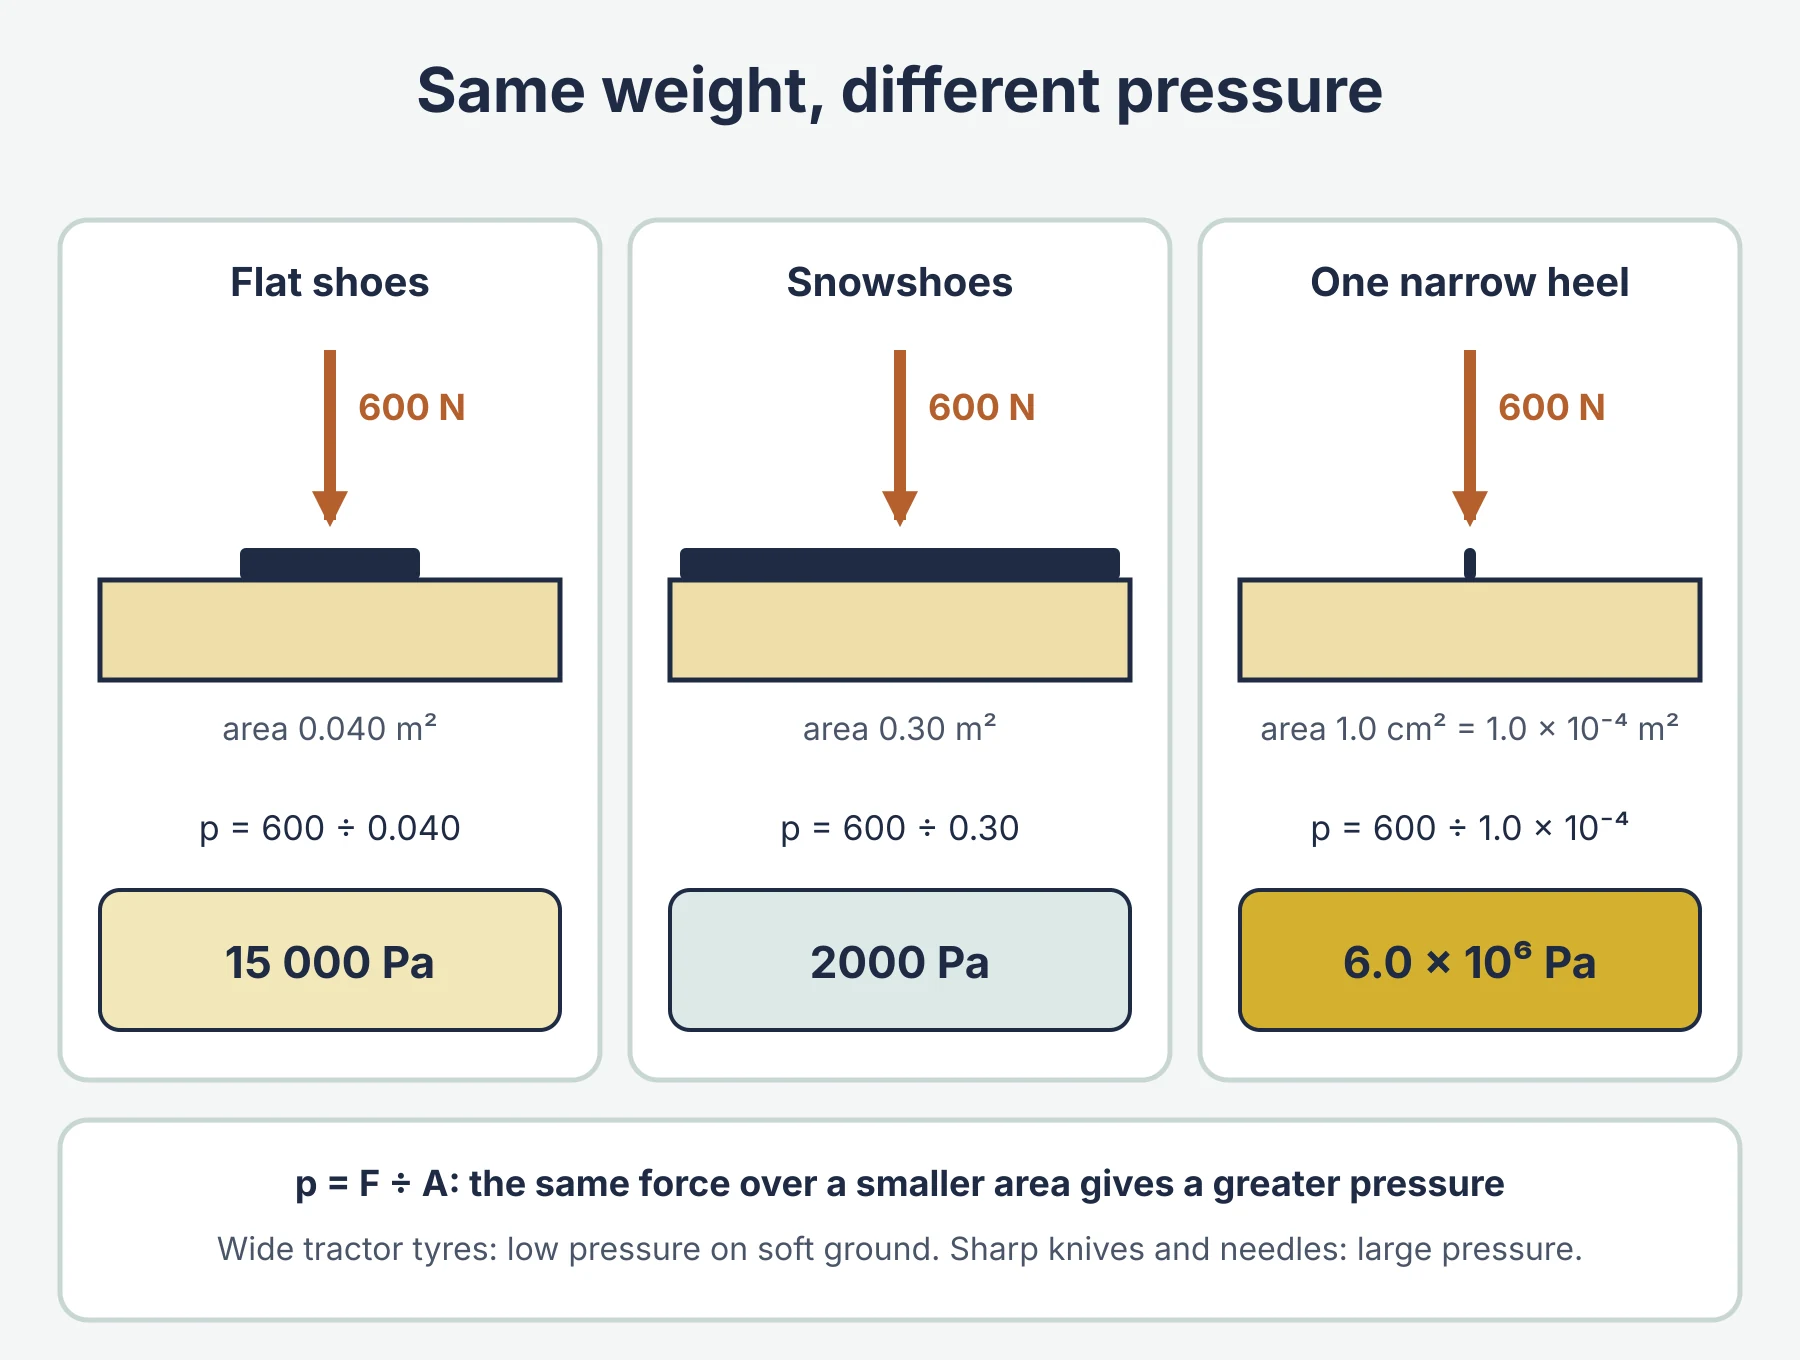 Same weight, different pressure
Flat shoes
600 N
area 0.040 m²
p = 600 ÷ 0.040
15 000 Pa
Snowshoes
600 N
area 0.30 m²
p = 600 ÷ 0.30
2000 Pa
One narrow heel
600 N
area 1.0 cm² = 1.0 × 10⁻⁴ m²
p = 600 ÷ 1.0 × 10⁻⁴
6.0 × 10⁶ Pa
p = F ÷ A: the same force over a smaller area gives a greater pressure
Wide tractor tyres: low pressure on soft ground. Sharp knives and needles: large pressure.